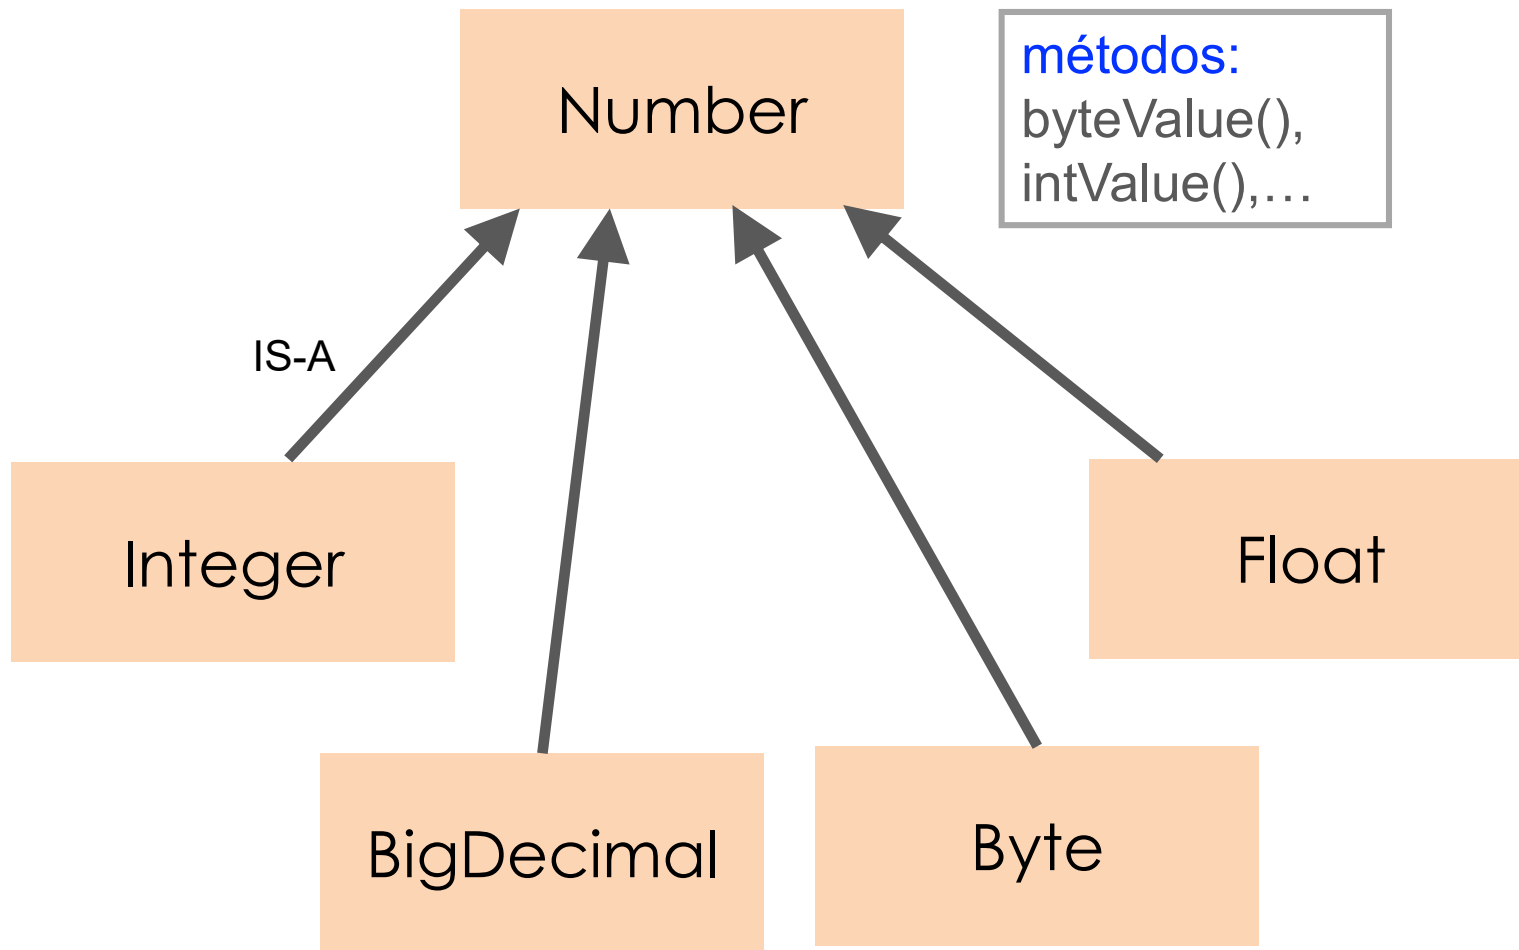 Number
métodos:
byteValue(),
intValue(),…
IS-A
Integer
Float
BigDecimal
Byte